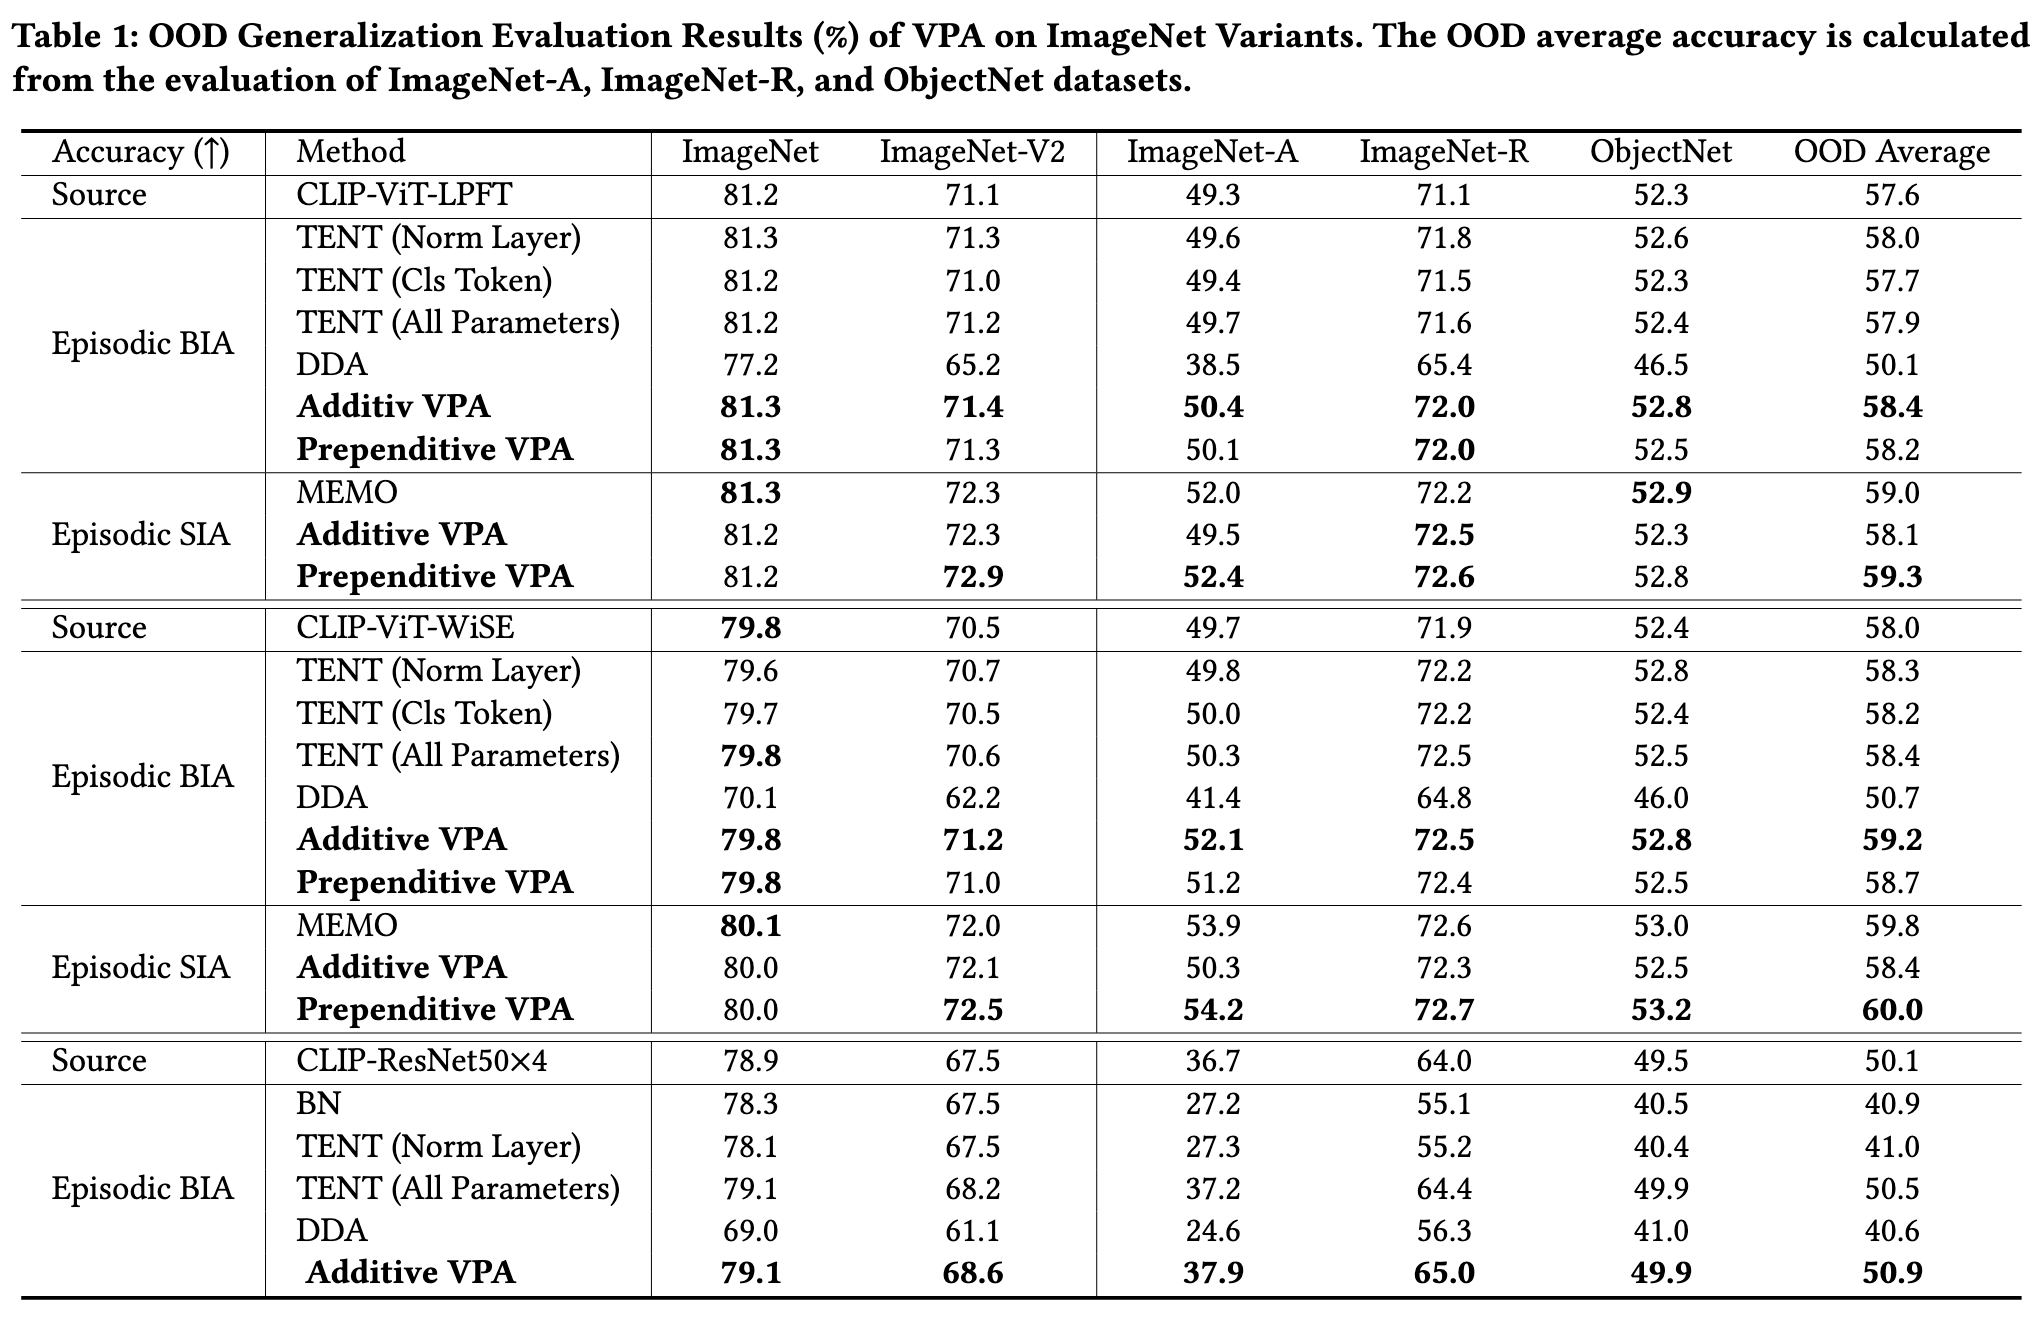 Table 1: OOD Generalization Evaluation Results (%) of VPA on ImageNet Variants. The OOD average accuracy is calculated
from the evaluation of ImageNet-A, ImageNet-R, and ObjectNet datasets.
Accuracy (↑) Method ImageNet ImageNet-V2 ImageNet-A ImageNet-R ObjectNet OOD Average
Source CLIP-ViT-LPFT 81.2 71.1 49.3 71.1 52.3 57.6
TENT (Norm Layer) 81.3 71.3 49.6 71.8 52.6 58.0
TENT (Cls Token) 81.2 71.0 49.4 71.5 52.3 57.7
TENT (All Parameters) 81.2 71.2 49.7 71.6 52.4 57.9
Episodic BIA
DDA 77.2 65.2 38.5 65.4 46.5 50.1
Additiv VPA 81.3 71.4 50.4 72.0 52.8 58.4
Prependitive VPA 81.3 71.3 50.1 72.0 52.5 58.2
MEMO 81.3 72.3 52.0 72.2 52.9 59.0
Episodic SIA Additive VPA 81.2 72.3 49.5 72.5 52.3 58.1
Prependitive VPA 81.2 72.9 52.4 72.6 52.8 59.3
Source CLIP-ViT-WiSE 79.8 70.5 49.7 71.9 52.4 58.0
TENT (Norm Layer) 79.6 70.7 49.8 72.2 52.8 58.3
TENT (Cls Token) 79.7 70.5 50.0 72.2 52.4 58.2
TENT (All Parameters) 79.8 70.6 50.3 72.5 52.5 58.4
Episodic BIA
DDA 70.1 62.2 41.4 64.8 46.0 50.7
Additive VPA 79.8 71.2 52.1 72.5 52.8 59.2
Prependitive VPA 79.8 71.0 51.2 72.4 52.5 58.7
MEMO 80.1 72.0 53.9 72.6 53.0 59.8
Episodic SIA Additive VPA 80.0 72.1 50.3 72.3 52.5 58.4
Prependitive VPA 80.0 72.5 54.2 72.7 53.2 60.0
Source CLIP-ResNet50×4 78.9 67.5 36.7 64.0 49.5 50.1
BN 78.3 67.5 27.2 55.1 40.5 40.9
TENT (Norm Layer) 78.1 67.5 27.3 55.2 40.4 41.0
Episodic BIA TENT (All Parameters) 79.1 68.2 37.2 64.4 49.9 50.5
DDA 69.0 61.1 24.6 56.3 41.0 40.6
Additive VPA 79.1 68.6 37.9 65.0 49.9 50.9